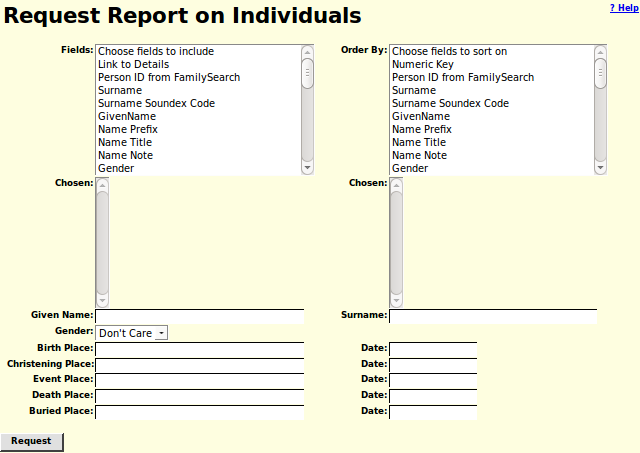 Request Report on Individuals
? Help
Fields:
Choose fields to include
Link to Details
Person ID from FamilySearch
Surname
Surname Soundex Code
GivenName
Name Prefix
Name Title
Name Note
Gender
Order By:
Choose fields to sort on
Numeric Key
Person ID from FamilySearch
Surname
Surname Soundex Code
GivenName
Name Prefix
Name Title
Name Note
Gender
Chosen:
Chosen:
Given Name:
Surname:
Gender: Don't Care
Birth Place:
Date:
Christening Place:
Date:
Event Place:
Date:
Death Place:
Date:
Buried Place:
Date:
Request